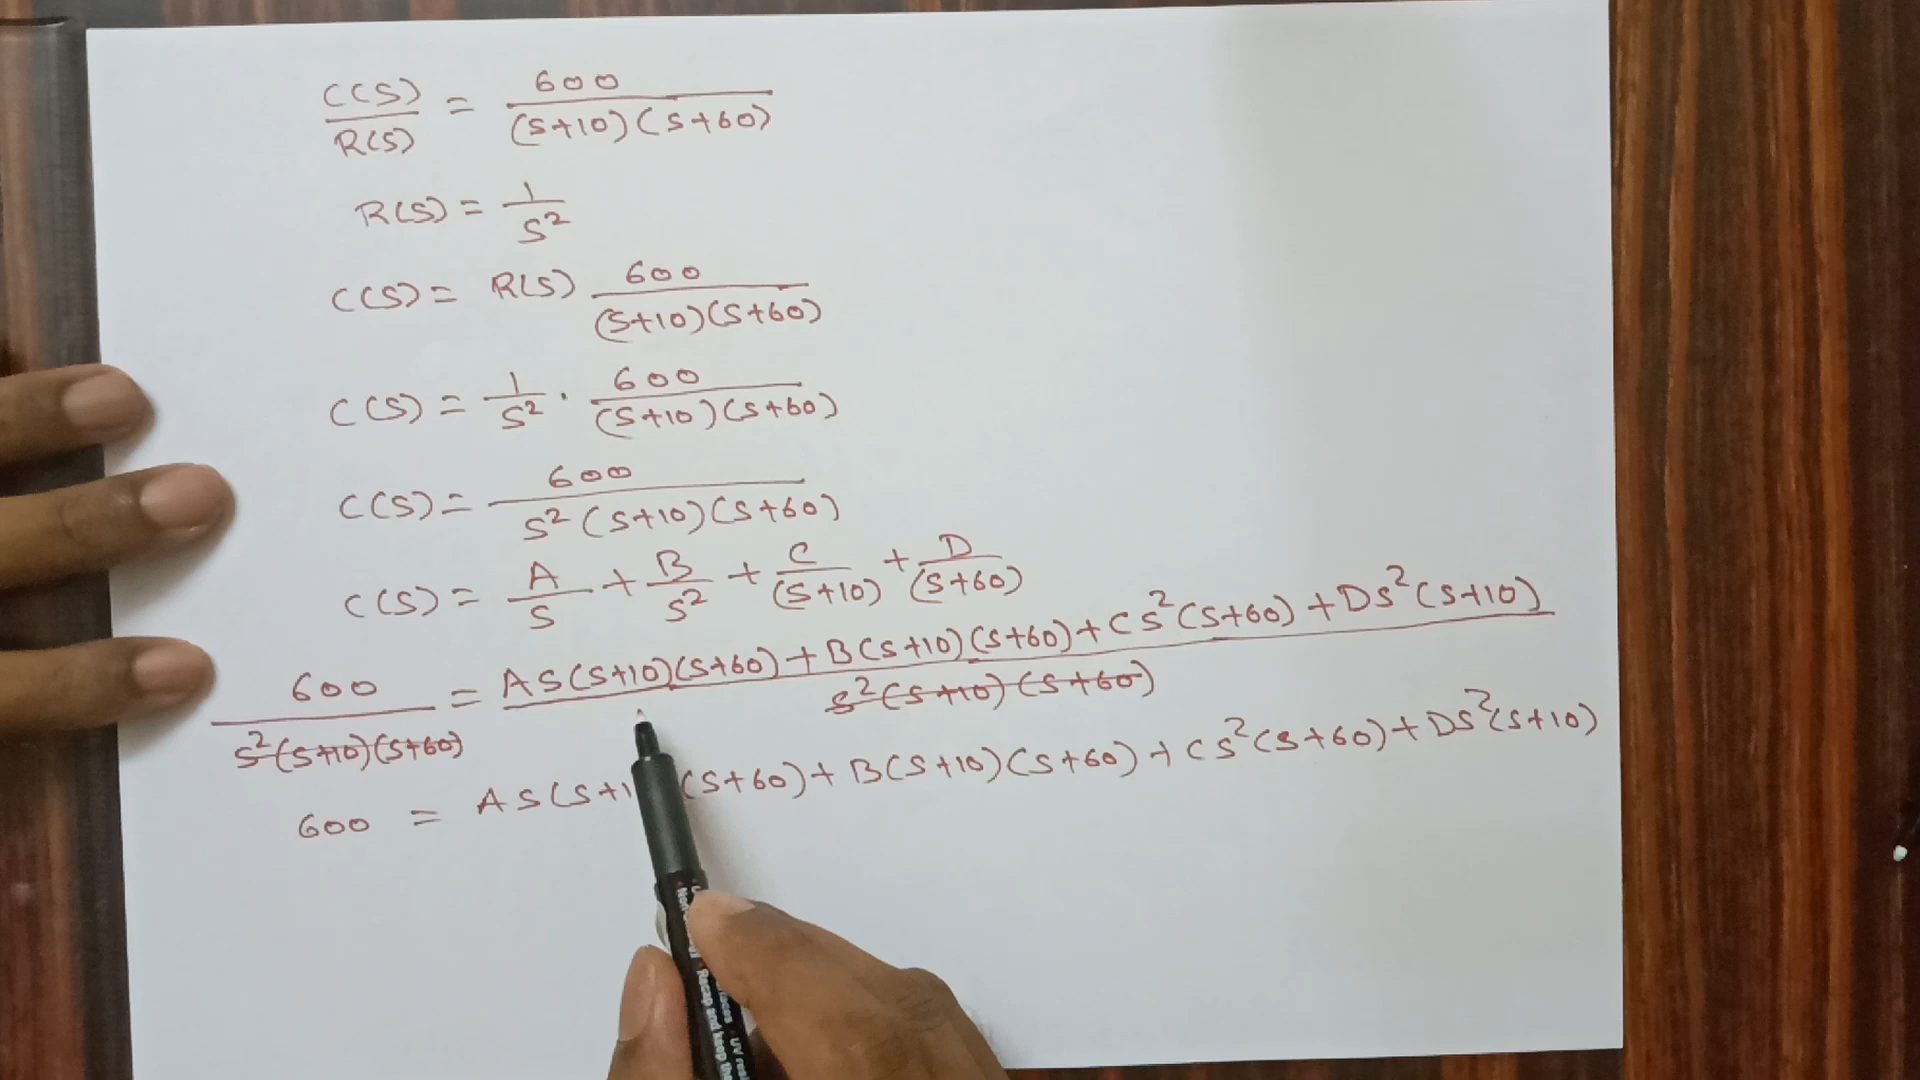 C(S)/R(S) = 600/(S+10)(S+60)
R(S) = 1/S²
C(S) = R(S) 600/(S+10)(S+60)
C(S) = 1/S² · 600/(S+10)(S+60)
C(S) = 600/S²(S+10)(S+60)
C(S) = A/S + B/S² + C/(S+10) + D/(S+60)
600/S²(S+10)(S+60) = AS(S+10)(S+60)+B(S+10)(S+60)+CS²(S+60)+DS²(S+10)/S²(S+10)(S+60)
600 = AS(S+1 (S+60)+B(S+10)(S+60)+CS²(S+60)+DS²(S+10)